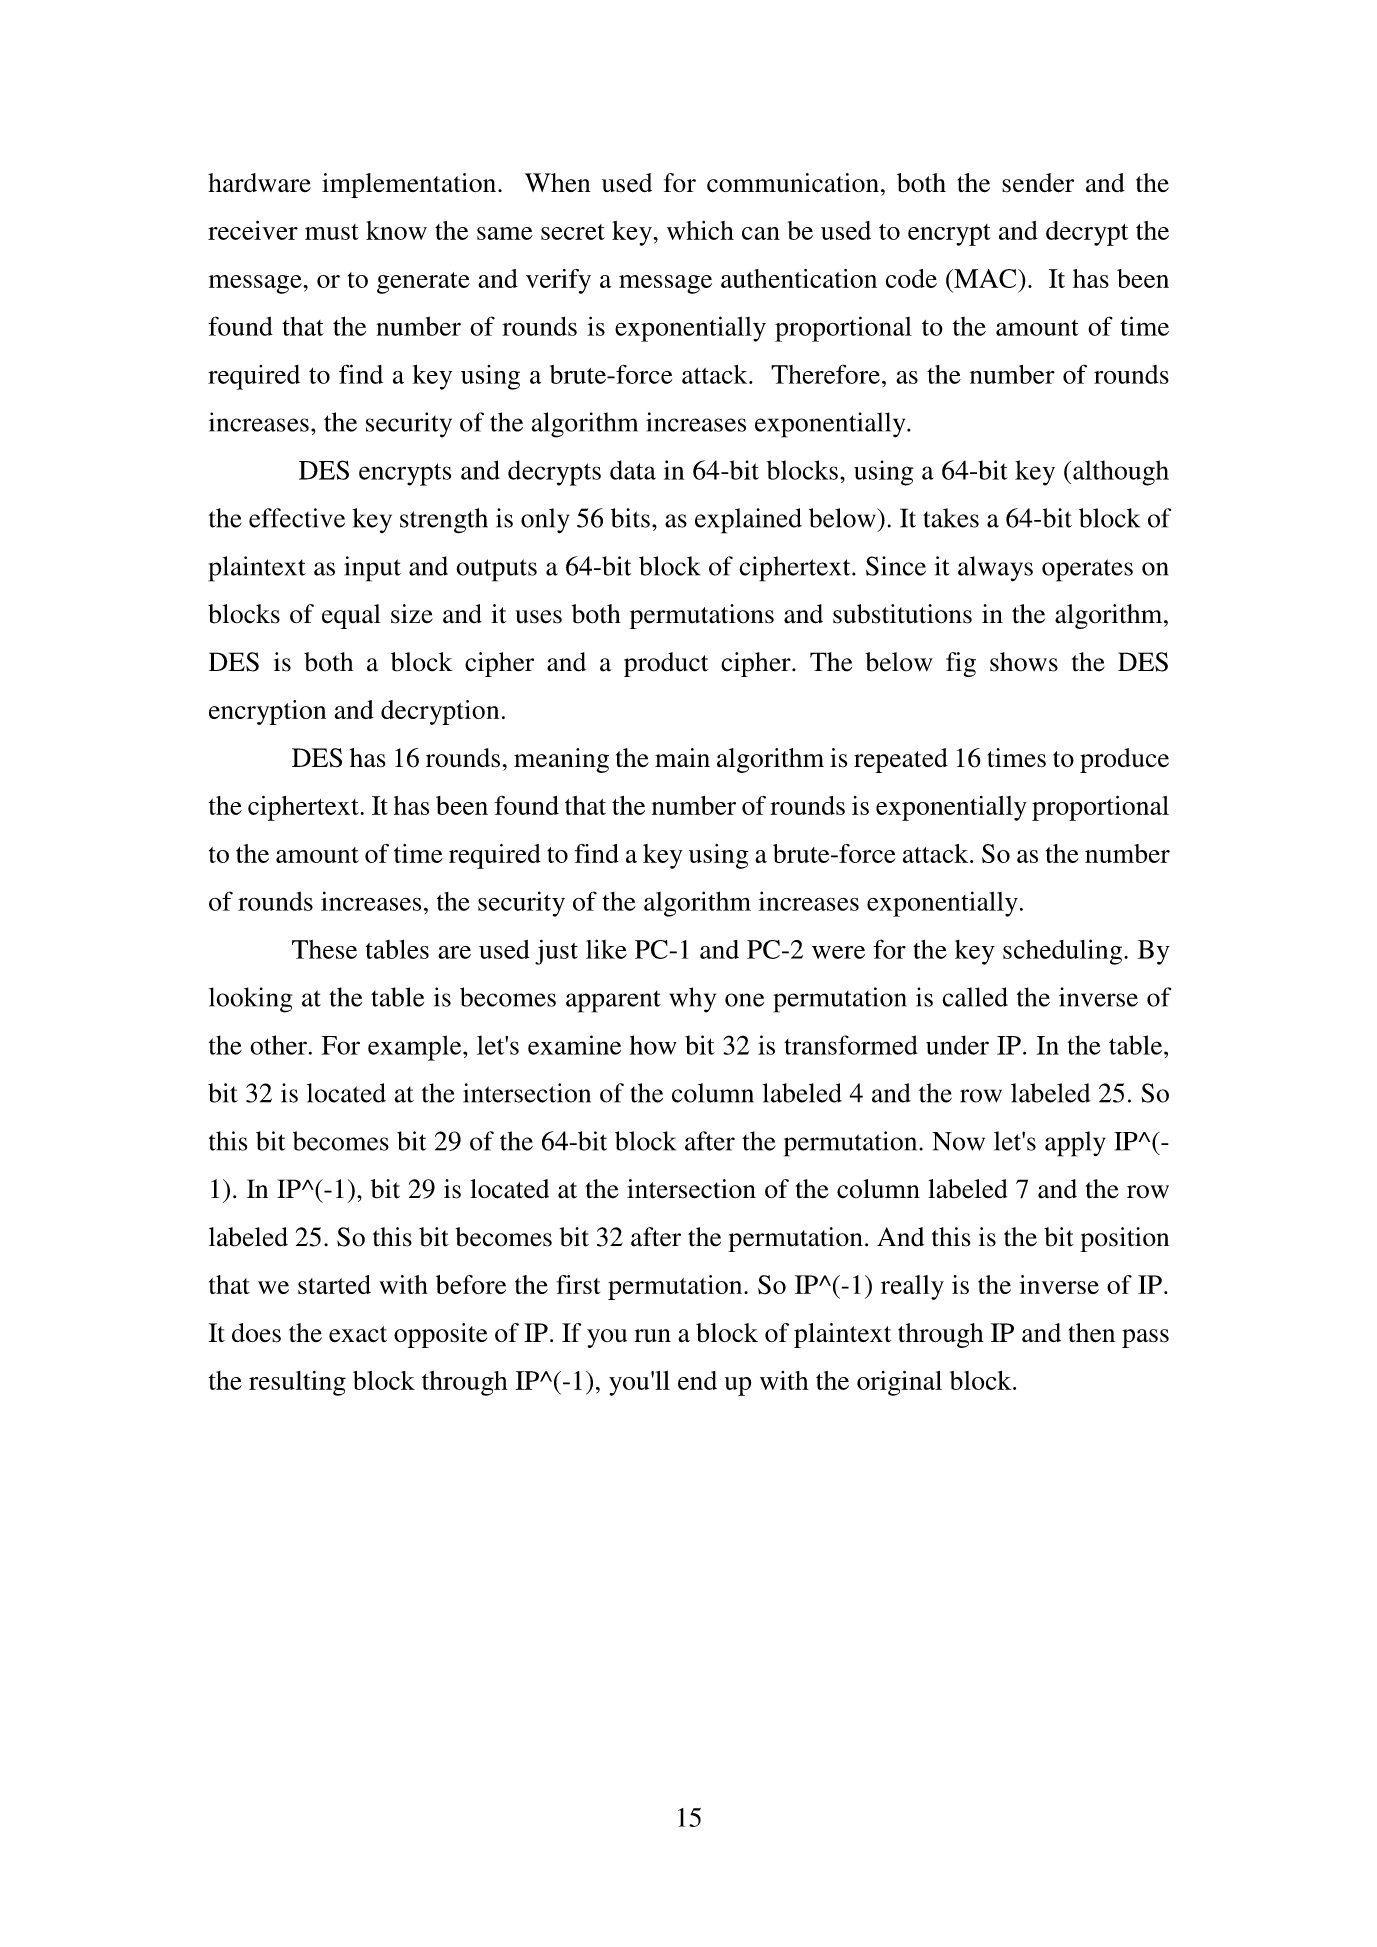 hardware implementation.  When used for communication, both the sender and the
receiver must know the same secret key, which can be used to encrypt and decrypt the
message, or to generate and verify a message authentication code (MAC).  It has been
found that the number of rounds is exponentially proportional to the amount of time
required to find a key using a brute-force attack.  Therefore, as the number of rounds
increases, the security of the algorithm increases exponentially.
DES encrypts and decrypts data in 64-bit blocks, using a 64-bit key (although
the effective key strength is only 56 bits, as explained below). It takes a 64-bit block of
plaintext as input and outputs a 64-bit block of ciphertext. Since it always operates on
blocks of equal size and it uses both permutations and substitutions in the algorithm,
DES is both a block cipher and a product cipher. The below fig shows the DES
encryption and decryption.
DES has 16 rounds, meaning the main algorithm is repeated 16 times to produce
the ciphertext. It has been found that the number of rounds is exponentially proportional
to the amount of time required to find a key using a brute-force attack. So as the number
of rounds increases, the security of the algorithm increases exponentially.
These tables are used just like PC-1 and PC-2 were for the key scheduling. By
looking at the table is becomes apparent why one permutation is called the inverse of
the other. For example, let's examine how bit 32 is transformed under IP. In the table,
bit 32 is located at the intersection of the column labeled 4 and the row labeled 25. So
this bit becomes bit 29 of the 64-bit block after the permutation. Now let's apply IP^(-
1). In IP^(-1), bit 29 is located at the intersection of the column labeled 7 and the row
labeled 25. So this bit becomes bit 32 after the permutation. And this is the bit position
that we started with before the first permutation. So IP^(-1) really is the inverse of IP.
It does the exact opposite of IP. If you run a block of plaintext through IP and then pass
the resulting block through IP^(-1), you'll end up with the original block.
15